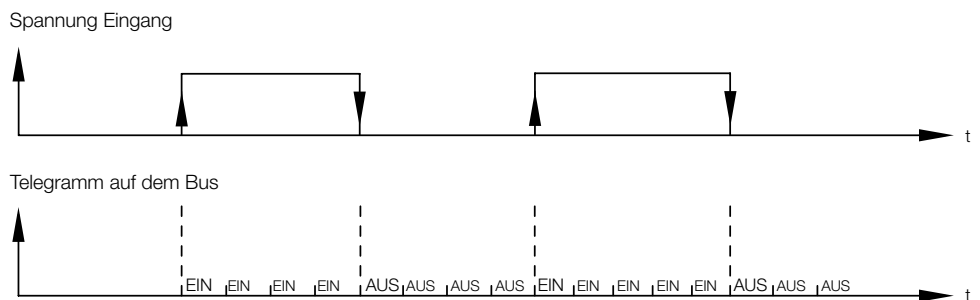 Spannung Eingang
t
Telegramm auf dem Bus
EIN EIN EIN EIN AUS AUS AUS AUS EIN EIN EIN EIN EIN AUS AUS AUS
t